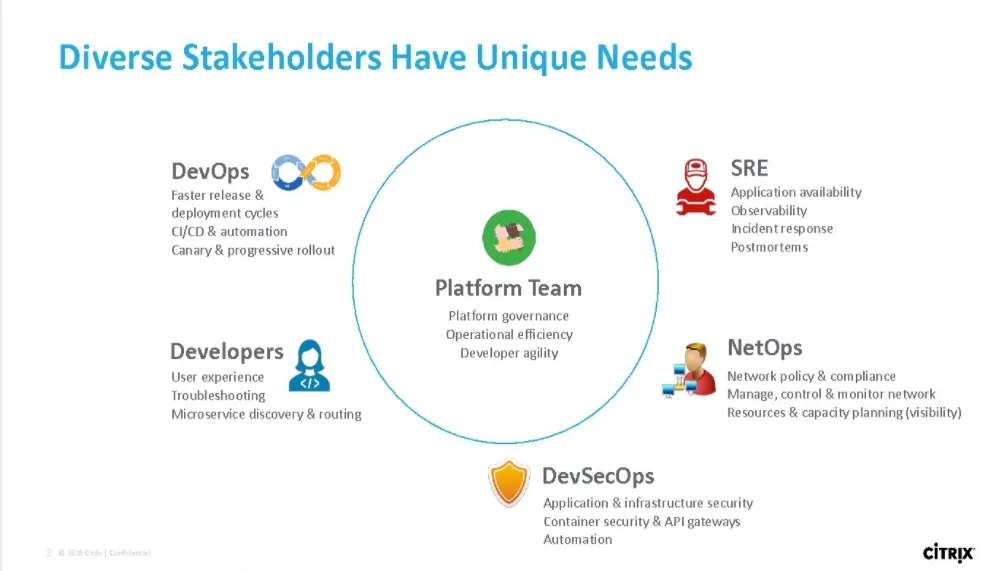 Diverse Stakeholders Have Unique Needs
DevOps
Faster release &
deployment cycles
CI/CD & automation
Canary & progressive rollout
SRE
Application availability
Observability
Incident response
Postmortems
Platform Team
Platform governance
Operational efficiency
Developer agility
Developers
</>
User experience
Troubleshooting
Microservice discovery & routing
NetOps
Network policy & compliance
Manage, control & monitor network
Resources & capacity planning (visibility)
DevSecOps
Application & infrastructure security
Container security & API gateways
Automation
2 © Citrix | Confidential
CITRIX